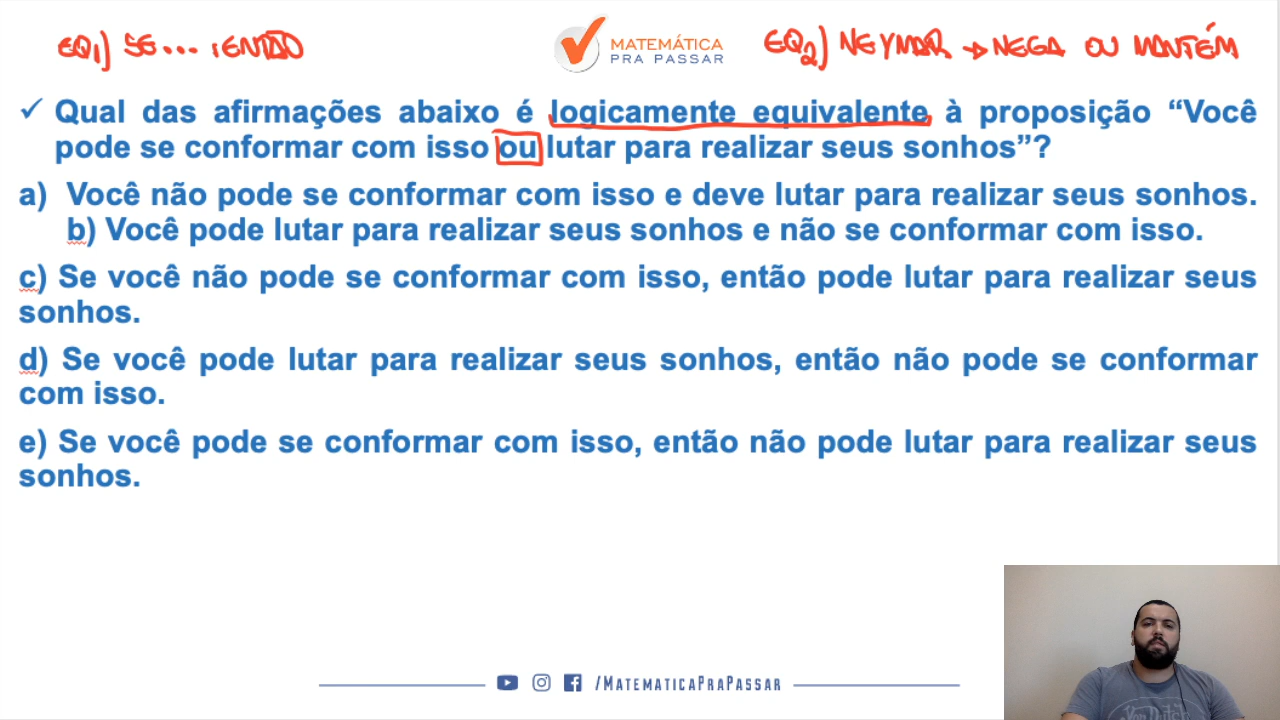 EQ1) SE... , ENTÃO
MATEMÁTICA
PRA PASSAR
EQ2) NEYMAR → NEGA OU MANTÉM
✓ Qual das afirmações abaixo é logicamente equivalente à proposição “Você
pode se conformar com isso ou lutar para realizar seus sonhos”?
a) Você não pode se conformar com isso e deve lutar para realizar seus sonhos.
b) Você pode lutar para realizar seus sonhos e não se conformar com isso.
c) Se você não pode se conformar com isso, então pode lutar para realizar seus
sonhos.
d) Se você pode lutar para realizar seus sonhos, então não pode se conformar
com isso.
e) Se você pode se conformar com isso, então não pode lutar para realizar seus
sonhos.
/MATEMATICAPRAPASSAR